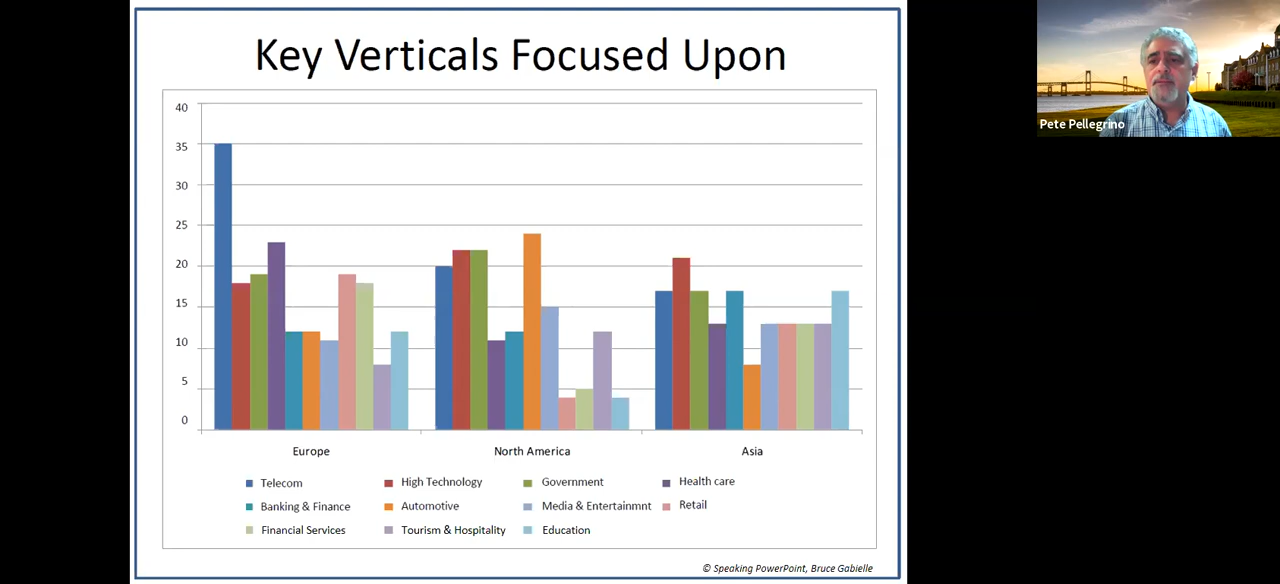 Key Verticals Focused Upon
Pete Pellegrino
40
35
30
25
20
15
10
5
0
Europe North America Asia
Telecom High Technology Government Health care
Banking & Finance Automotive Media & Entertainmnt Retail
Financial Services Tourism & Hospitality Education
© Speaking PowerPoint, Bruce Gabielle